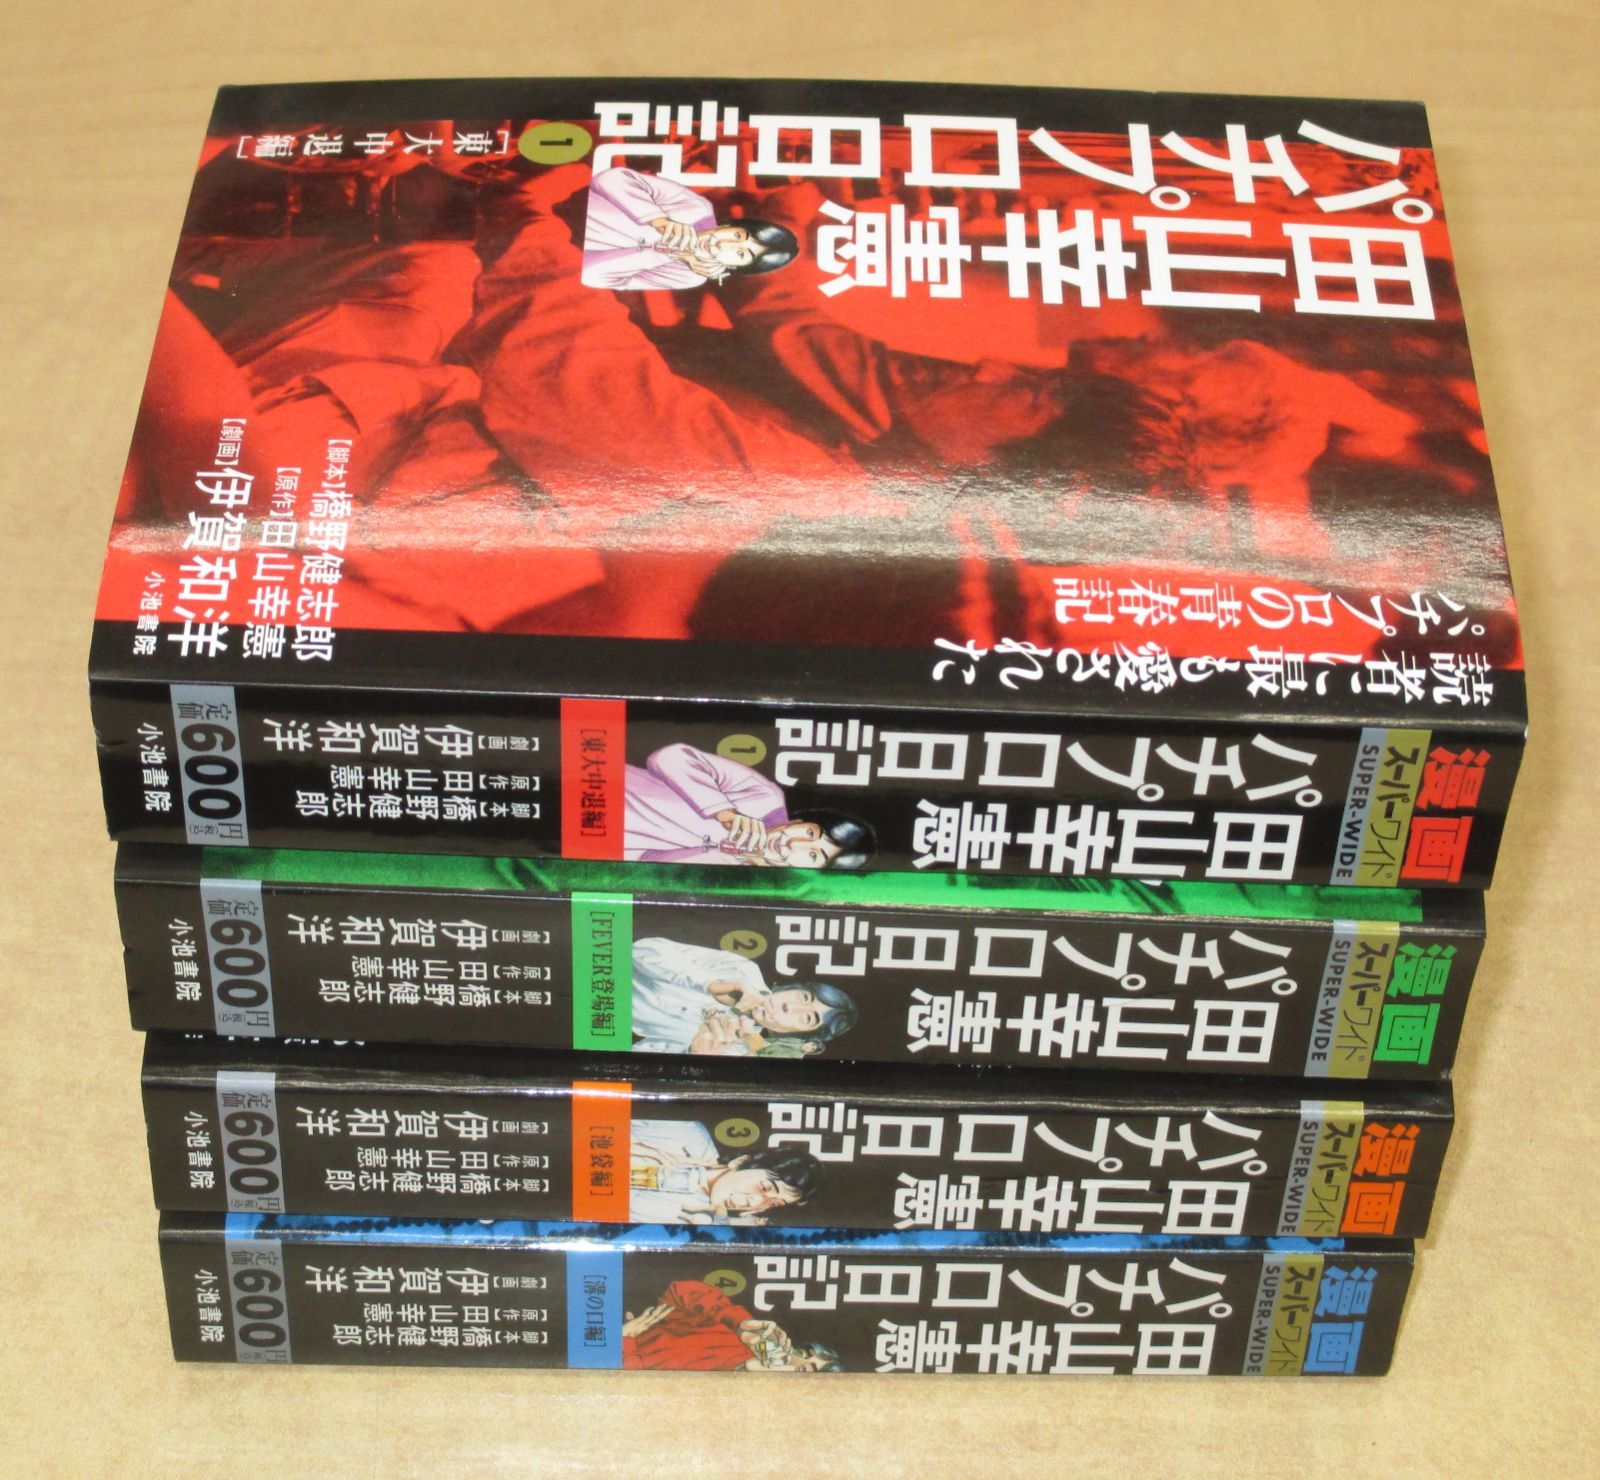 田山幸憲
パチプロ日記
1
[東大中退編]
読者に最も愛された
パチプロの青春記
【脚本】橋野健志郎
【原作】田山幸憲
【劇画】伊賀和洋
小池書院
漫画
スーパーワイド
SUPER-WIDE
田山幸憲
パチプロ日記
1
[東大中退編]
【脚本】橋野健志郎
【原作】田山幸憲
【劇画】伊賀和洋
定価600円(税込)
小池書院
漫画
スーパーワイド
SUPER-WIDE
田山幸憲
パチプロ日記
2
[FEVER登場編]
【脚本】橋野健志郎
【原作】田山幸憲
【劇画】伊賀和洋
定価600円(税込)
小池書院
漫画
スーパーワイド
SUPER-WIDE
田山幸憲
パチプロ日記
3
[池袋編]
【脚本】橋野健志郎
【原作】田山幸憲
【劇画】伊賀和洋
定価600円(税込)
小池書院
漫画
スーパーワイド
SUPER-WIDE
田山幸憲
パチプロ日記
4
[溝の口編]
【脚本】橋野健志郎
【原作】田山幸憲
【劇画】伊賀和洋
定価600円(税込)
小池書院